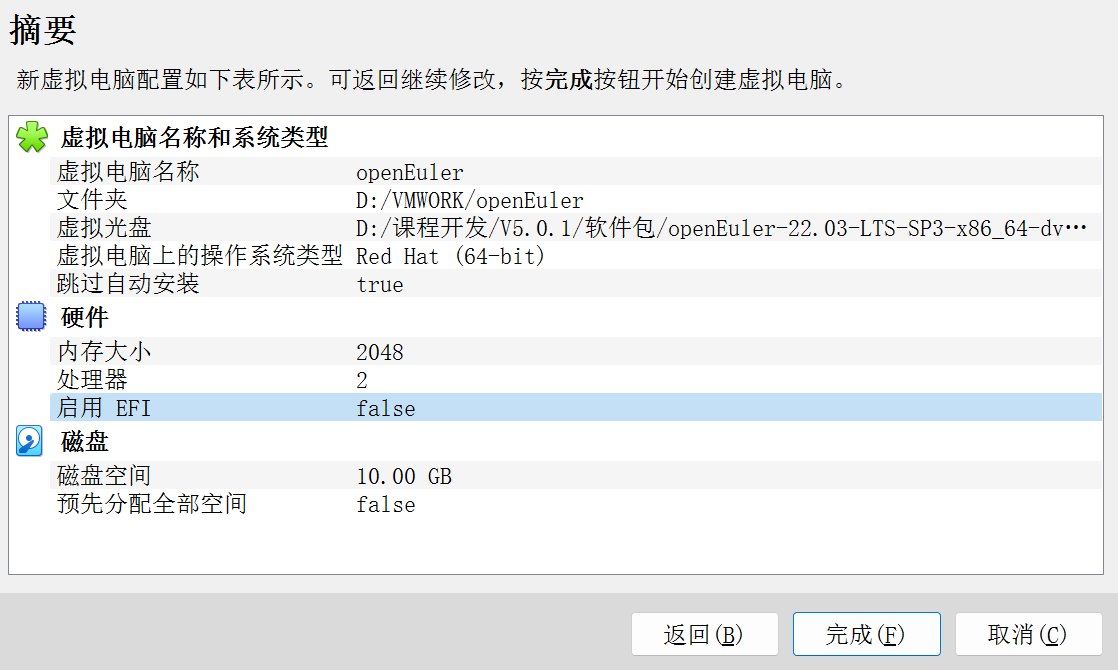 摘要
新虚拟电脑配置如下表所示。可返回继续修改，按完成按钮开始创建虚拟电脑。
虚拟电脑名称和系统类型
虚拟电脑名称 openEuler
文件夹 D:/VMWORK/openEuler
虚拟光盘 D:/课程开发/V5.0.1/软件包/openEuler-22.03-LTS-SP3-x86_64-dv…
虚拟电脑上的操作系统类型 Red Hat (64-bit)
跳过自动安装 true
硬件
内存大小 2048
处理器 2
启用 EFI false
磁盘
磁盘空间 10.00 GB
预先分配全部空间 false
返回(B) 完成(F) 取消(C)